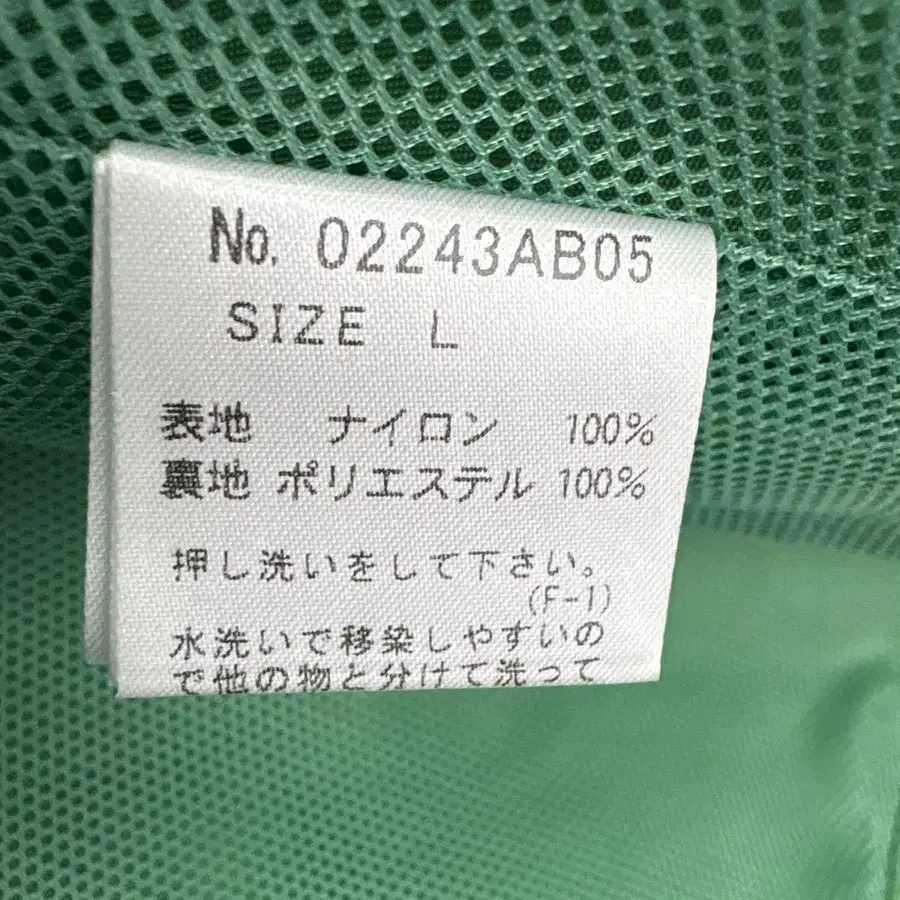 No. 02243AB05
SIZE L
表地 ナイロン 100%
裏地 ポリエステル 100%
押し洗いをして下さい。
(F-1)
水洗いで移染しやすいの
で他の物と分けて洗って